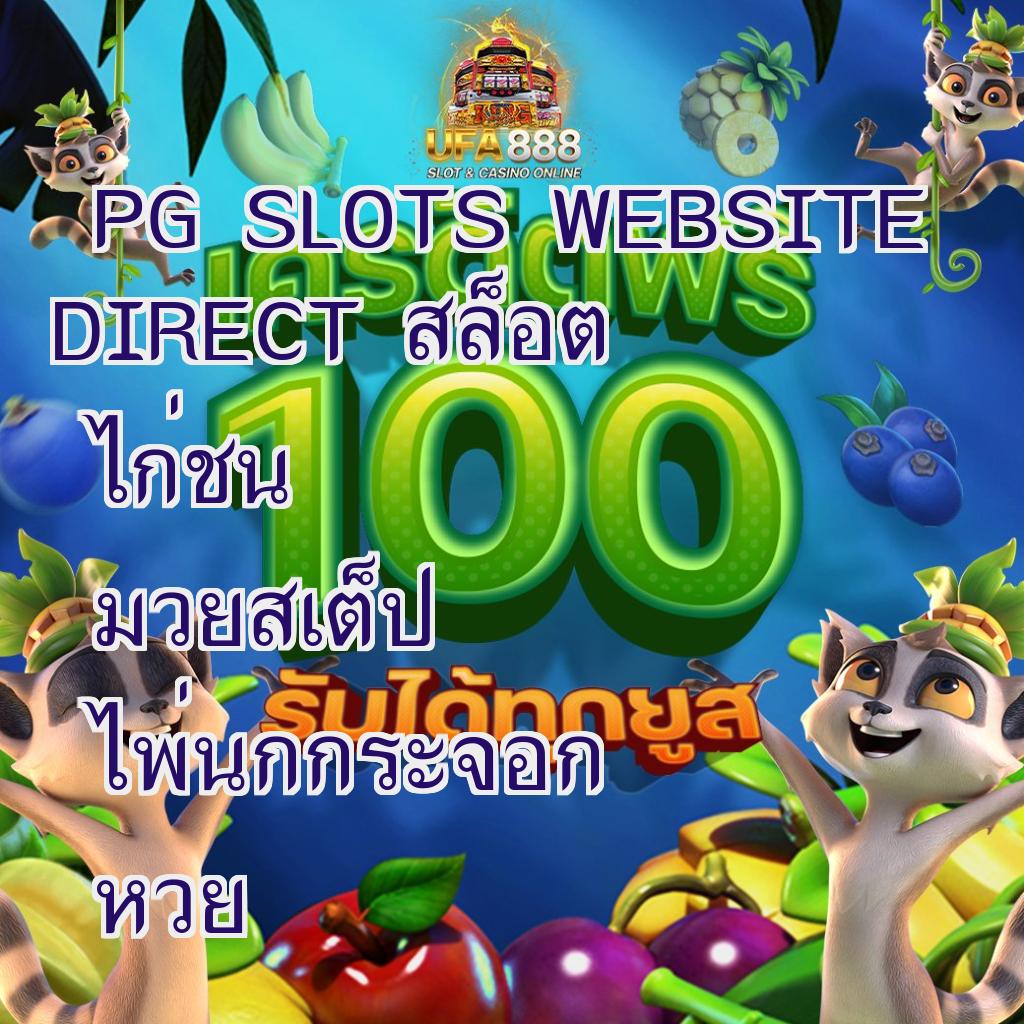 UFA888
SLOT & CASINO ONLINE
PG SLOTS WEBSITE
เครดิตฟรี
DIRECT สล็อต
100
ไก่ชน
มวยสเต็ป
รับได้ทุกยูส
ไพ่นกกระจอก
หวย